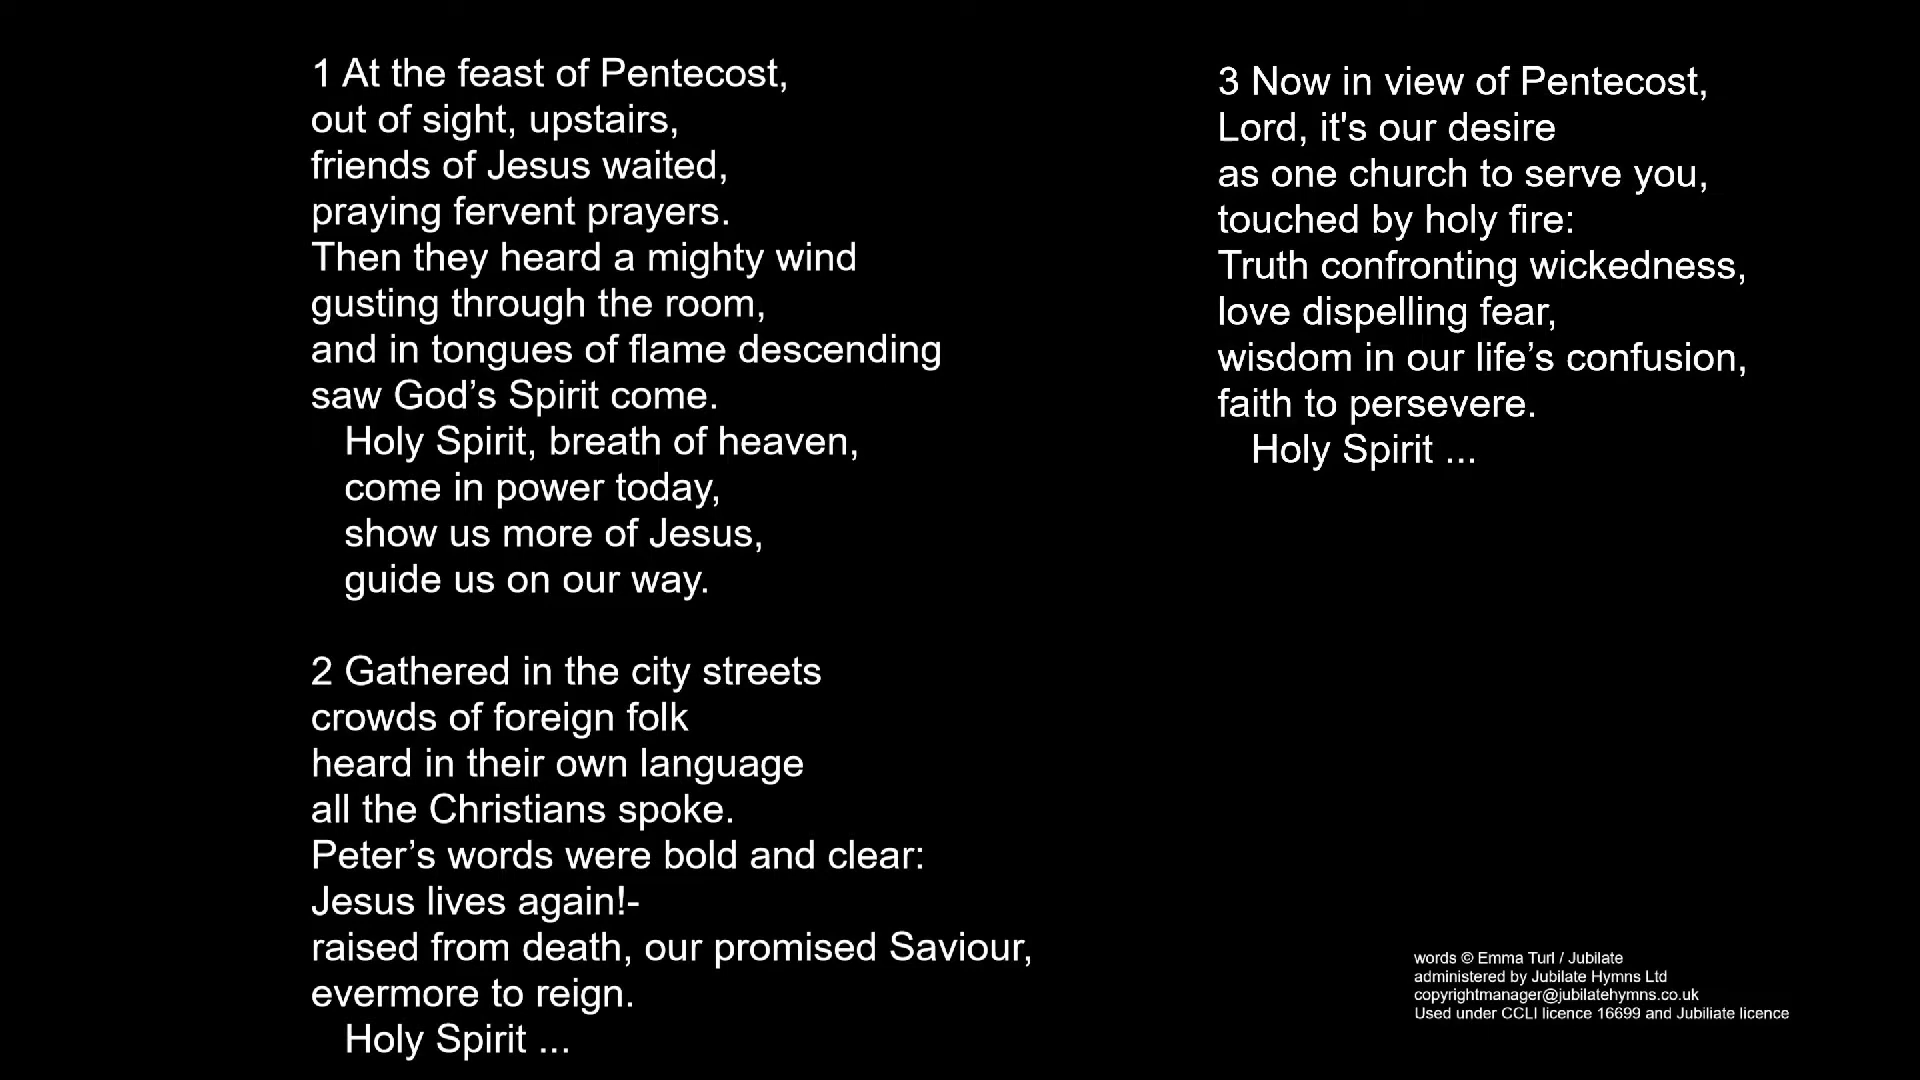 1 At the feast of Pentecost,
out of sight, upstairs,
friends of Jesus waited,
praying fervent prayers.
Then they heard a mighty wind
gusting through the room,
and in tongues of flame descending
saw God’s Spirit come.
Holy Spirit, breath of heaven,
come in power today,
show us more of Jesus,
guide us on our way.
2 Gathered in the city streets
crowds of foreign folk
heard in their own language
all the Christians spoke.
Peter’s words were bold and clear:
Jesus lives again!-
raised from death, our promised Saviour,
evermore to reign.
Holy Spirit ...
3 Now in view of Pentecost,
Lord, it's our desire
as one church to serve you,
touched by holy fire:
Truth confronting wickedness,
love dispelling fear,
wisdom in our life’s confusion,
faith to persevere.
Holy Spirit ...
words © Emma Turl / Jubilate
administered by Jubilate Hymns Ltd
copyrightmanager@jubilatehymns.co.uk
Used under CCLI licence 16699 and Jubiliate licence